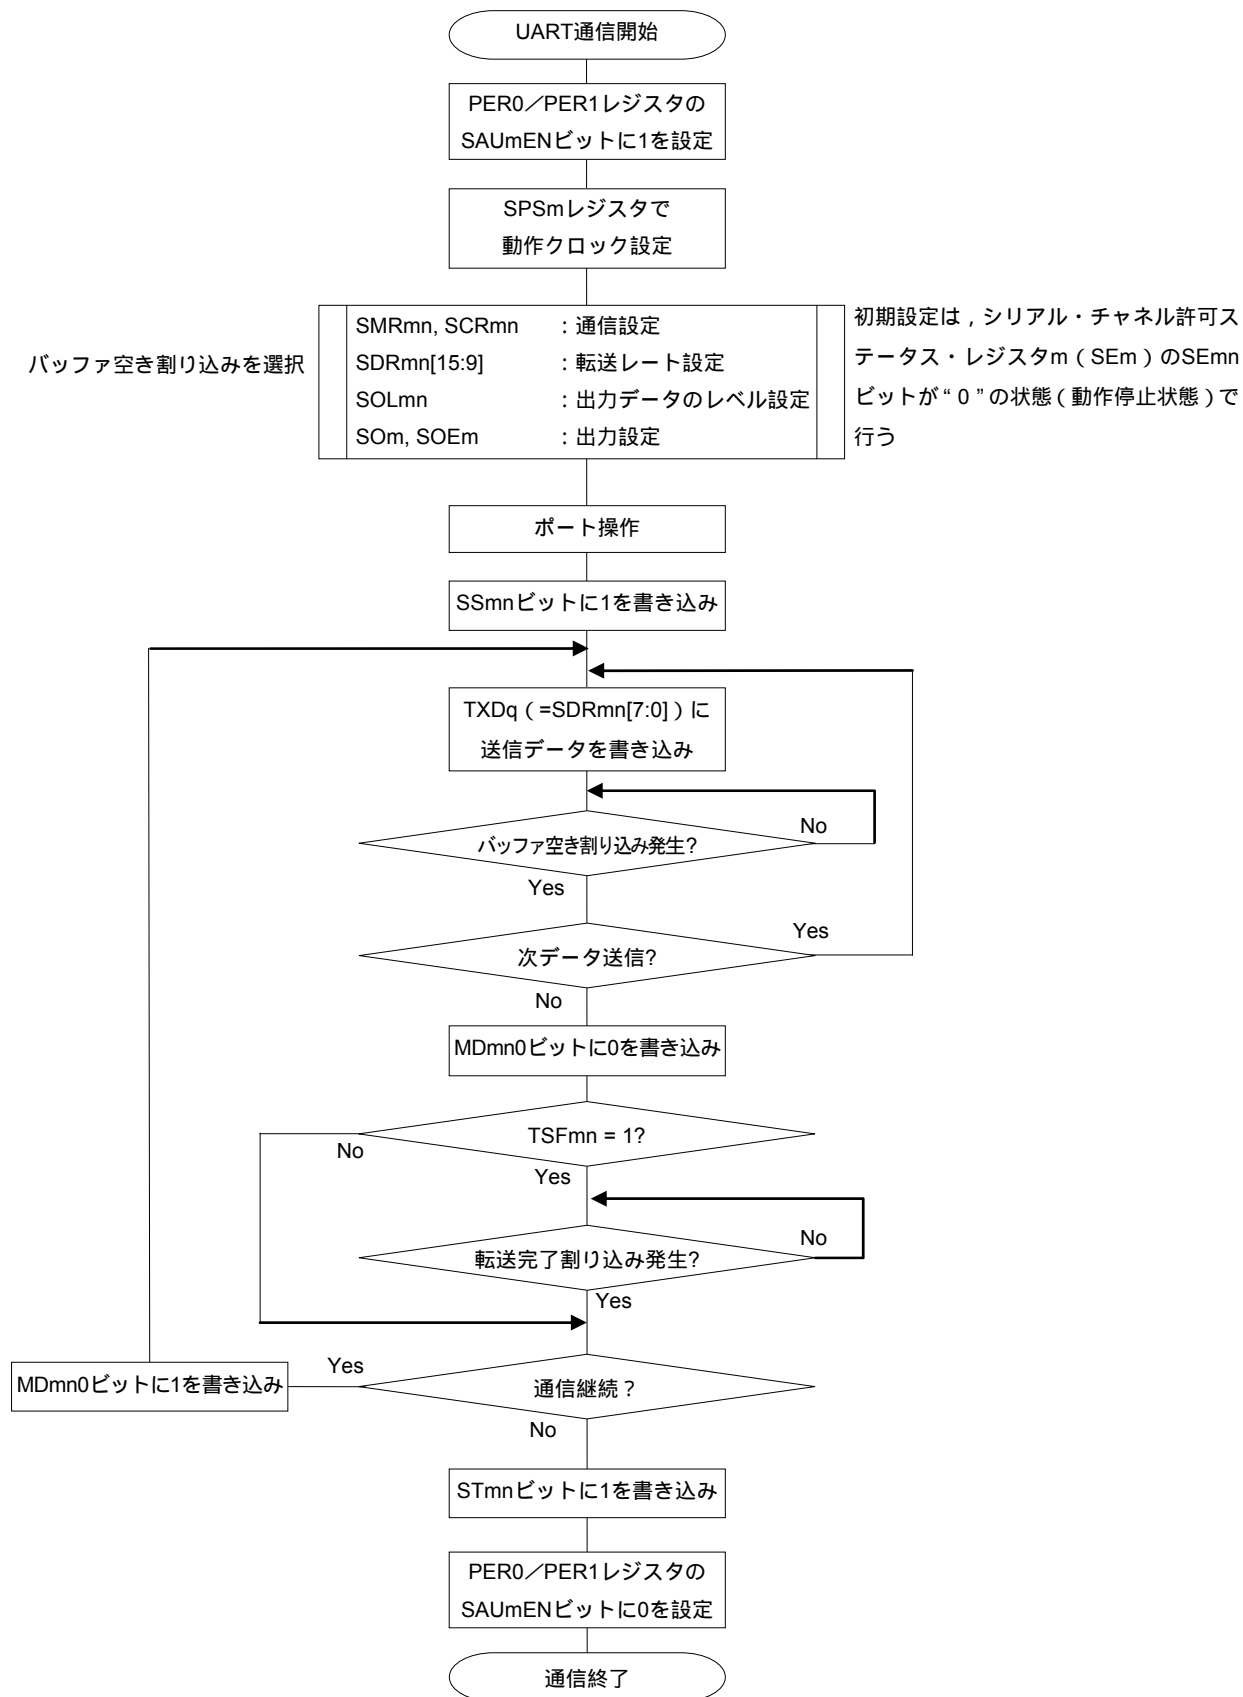 UART通信開始
PER0／PER1レジスタの
SAUmENビットに1を設定
SPSmレジスタで
動作クロック設定
バッファ空き割り込みを選択
SMRmn, SCRmn ：通信設定
SDRmn[15:9] ：転送レート設定
SOLmn ：出力データのレベル設定
SOm, SOEm ：出力設定
初期設定は，シリアル・チャネル許可ス
テータス・レジスタm（SEm）のSEmn
ビットが“0”の状態（動作停止状態）で
行う
ポート操作
SSmnビットに1を書き込み
TXDq（=SDRmn[7:0]）に
送信データを書き込み
No
バッファ空き割り込み発生?
Yes
Yes
次データ送信?
No
MDmn0ビットに0を書き込み
TSFmn = 1?
No
Yes
No
転送完了割り込み発生?
Yes
Yes
MDmn0ビットに1を書き込み
通信継続？
No
STmnビットに1を書き込み
PER0／PER1レジスタの
SAUmENビットに0を設定
通信終了